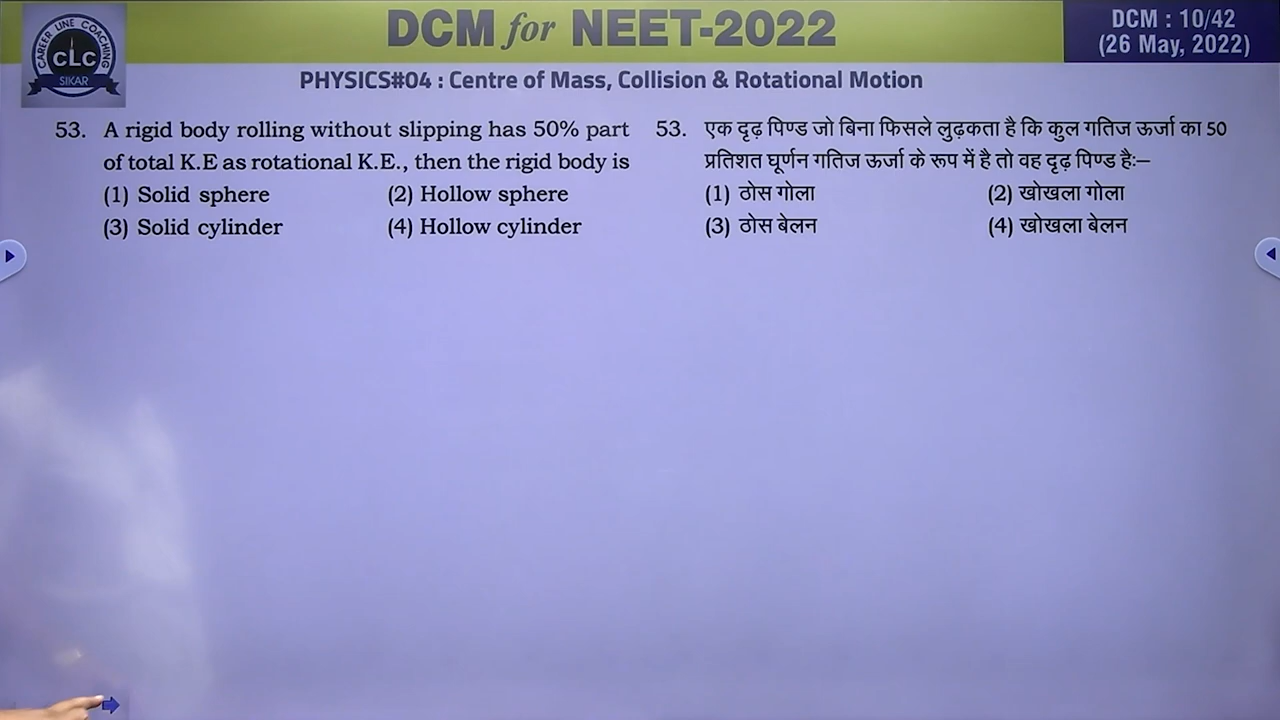 CAREER LINE COACHING
CLC
SIKAR
DCM for NEET-2022
DCM : 10/42
(26 May, 2022)
PHYSICS#04 : Centre of Mass, Collision & Rotational Motion
53. A rigid body rolling without slipping has 50% part
of total K.E as rotational K.E., then the rigid body is
(1) Solid sphere (2) Hollow sphere
(3) Solid cylinder (4) Hollow cylinder
53. एक दृढ़ पिण्ड जो बिना फिसले लुढ़कता है कि कुल गतिज ऊर्जा का 50
प्रतिशत घूर्णन गतिज ऊर्जा के रूप में है तो वह दृढ़ पिण्ड है:–
(1) ठोस गोला (2) खोखला गोला
(3) ठोस बेलन (4) खोखला बेलन